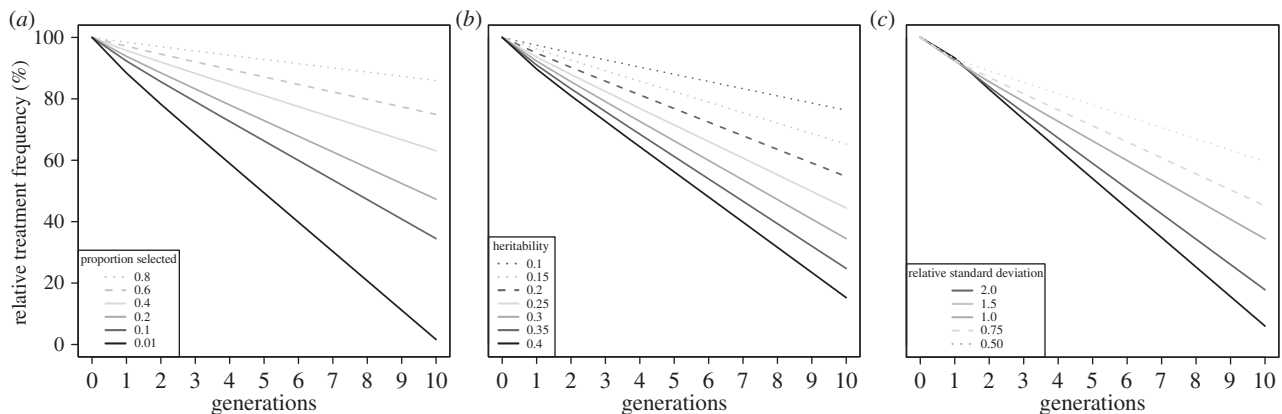 (a)
(b)
(c)
relative treatment frequency (%)
100
80
60
40
20
0
proportion selected
0.8
0.6
0.4
0.2
0.1
0.01
0 1 2 3 4 5 6 7 8 9 10
generations
heritability
0.1
0.15
0.2
0.25
0.3
0.35
0.4
0 1 2 3 4 5 6 7 8 9 10
generations
relative standard deviation
2.0
1.5
1.0
0.75
0.50
0 1 2 3 4 5 6 7 8 9 10
generations